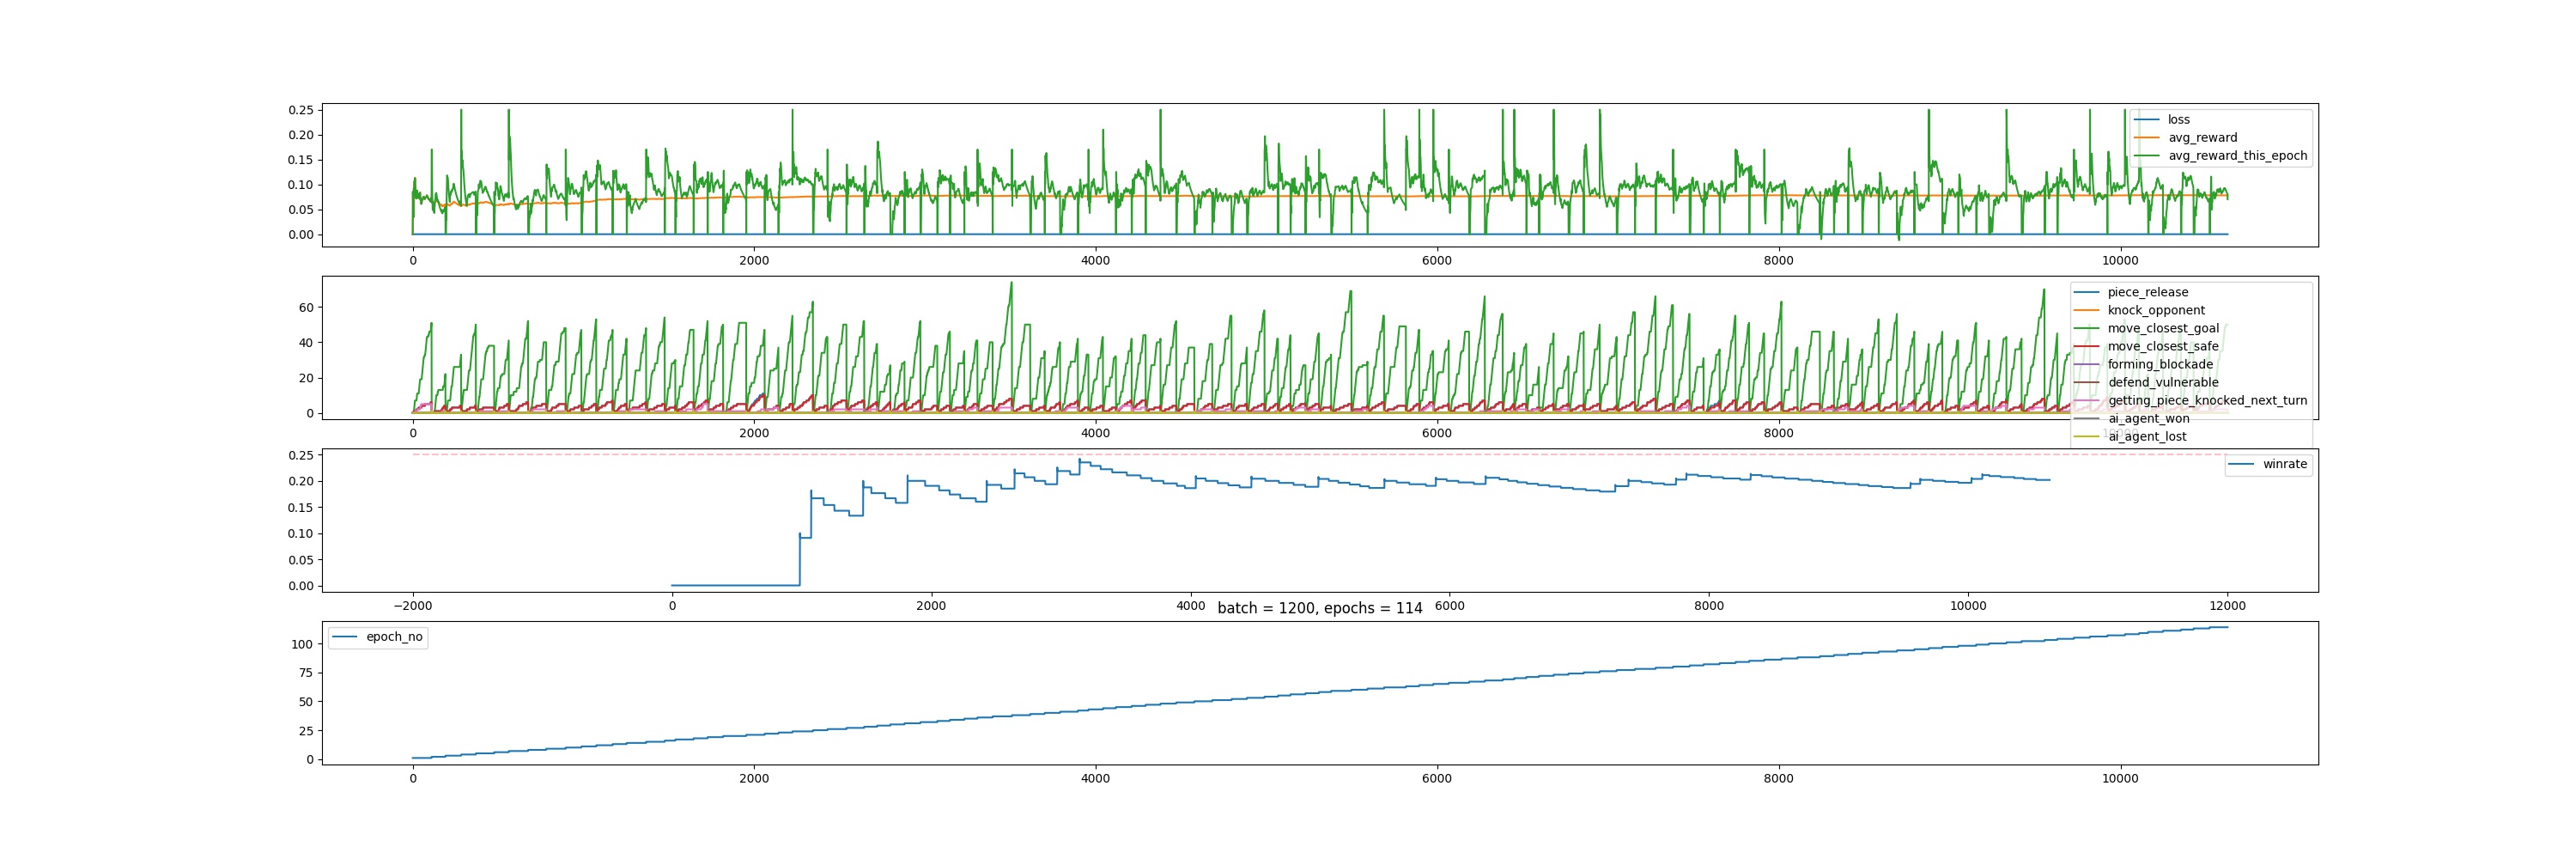 0.25
0.20
0.15
0.10
0.05
0.00
loss
avg_reward
avg_reward_this_epoch
0 2000 4000 6000 8000 10000
60
40
20
0
piece_release
knock_opponent
move_closest_goal
move_closest_safe
forming_blockade
defend_vulnerable
getting_piece_knocked_next_turn
ai_agent_won
ai_agent_lost
0 2000 4000 6000 8000 10000
0.25
0.20
0.15
0.10
0.05
0.00
winrate
−2000 0 2000 4000 6000 8000 10000 12000
batch = 1200, epochs = 114
100
75
50
25
0
epoch_no
0 2000 4000 6000 8000 10000